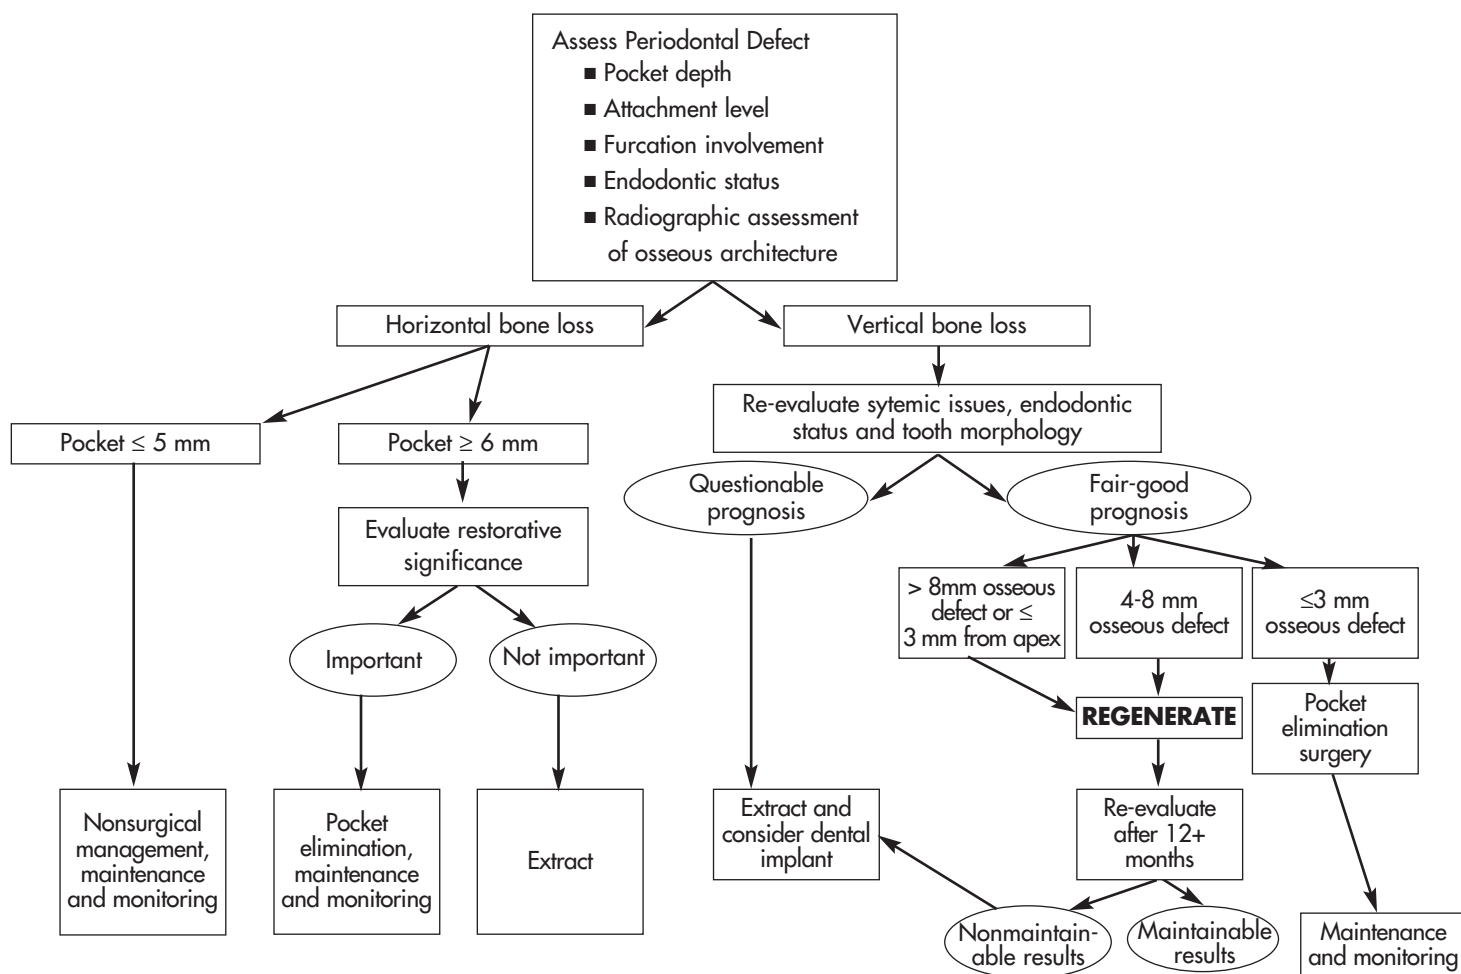 Assess Periodontal Defect
■ Pocket depth
■ Attachment level
■ Furcation involvement
■ Endodontic status
■ Radiographic assessment
of osseous architecture
Horizontal bone loss
Vertical bone loss
Pocket ≤ 5 mm
Pocket ≥ 6 mm
Re-evaluate sytemic issues, endodontic
status and tooth morphology
Evaluate restorative
significance
Questionable
prognosis
Fair-good
prognosis
> 8mm osseous
defect or ≤
3 mm from apex
4-8 mm
osseous defect
≤3 mm
osseous defect
Important
Not important
REGENERATE
Pocket
elimination
surgery
Nonsurgical
management,
maintenance
and monitoring
Pocket
elimination,
maintenance
and monitoring
Extract
Extract and
consider dental
implant
Re-evaluate
after 12+
months
Nonmaintain-
able results
Maintainable
results
Maintenance
and monitoring